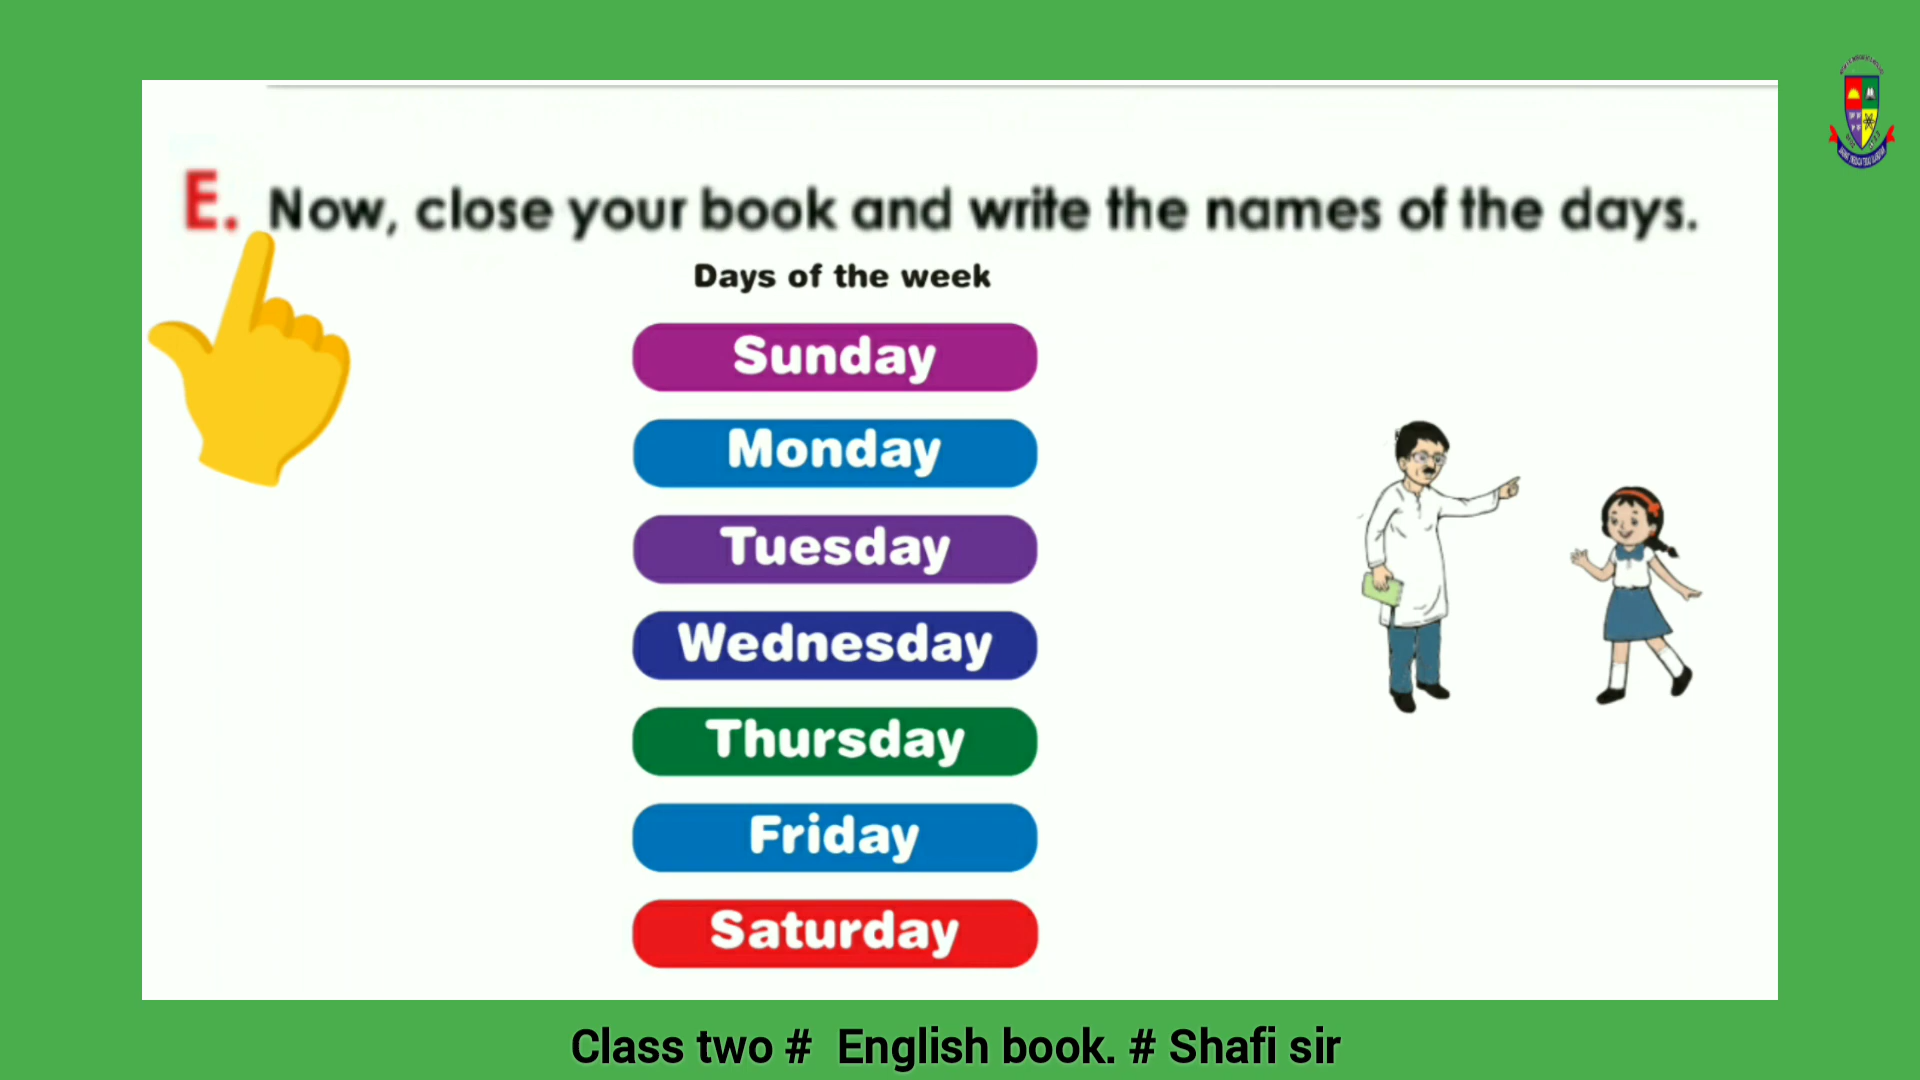 E. Now, close your book and write the names of the days.
Days of the week
Sunday
Monday
Tuesday
Wednesday
Thursday
Friday
Saturday
Class two # English book. # Shafi sir